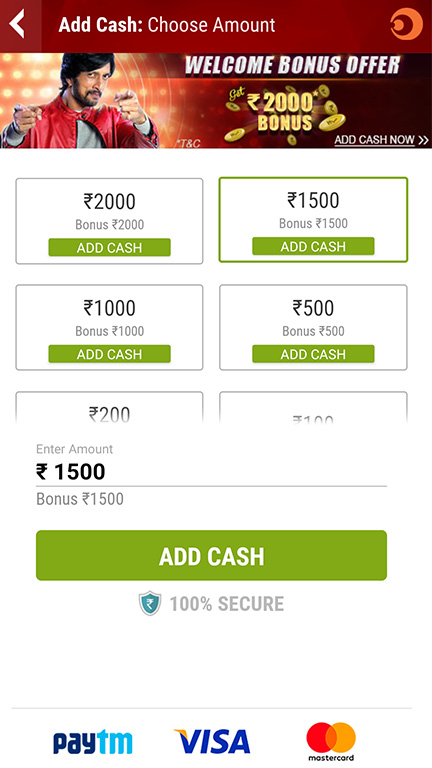 Add Cash: Choose Amount
WELCOME BONUS OFFER
Get ₹2000*
BONUS
*T&C
ADD CASH NOW >>
₹2000
Bonus ₹2000
ADD CASH
₹1500
Bonus ₹1500
ADD CASH
₹1000
Bonus ₹1000
ADD CASH
₹500
Bonus ₹500
ADD CASH
₹200
₹100
Enter Amount
₹ 1500
Bonus ₹1500
ADD CASH
₹ 100% SECURE
paytm VISA mastercard